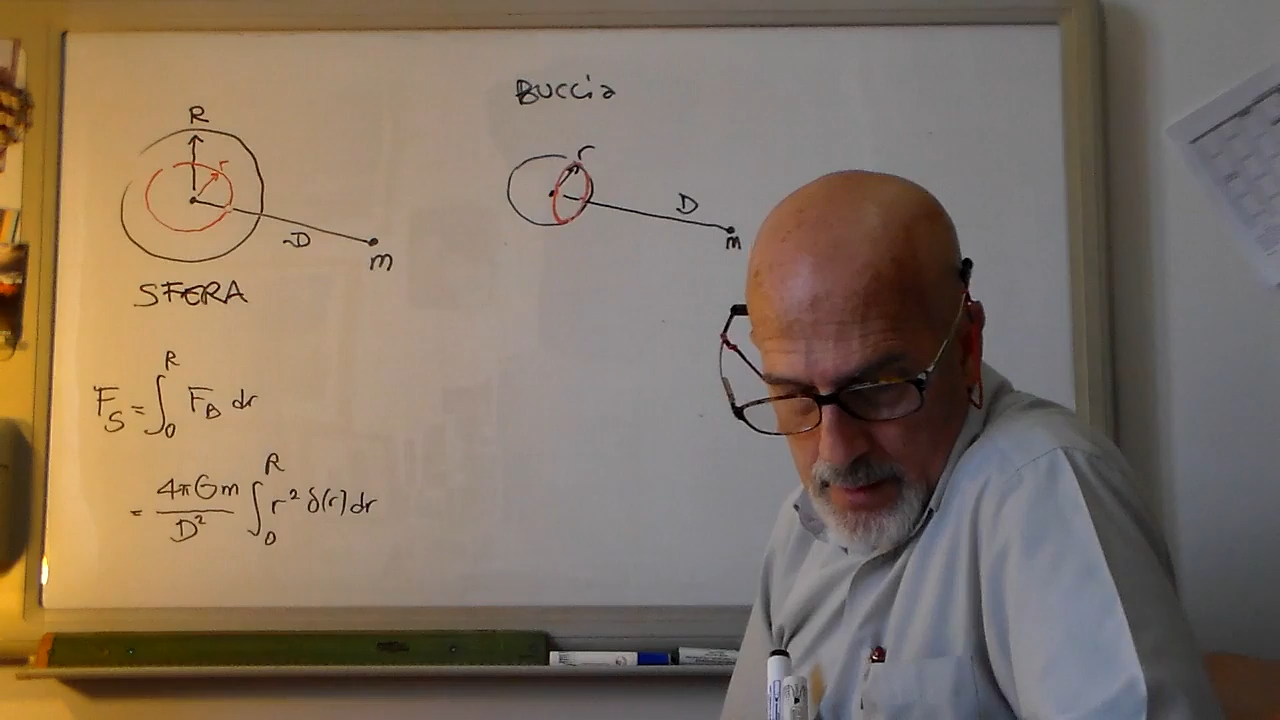 R
r
D
m
SFERA
F_S = ∫_0^R F_B dr
= 4πGm/D² ∫_0^R r² δ(r) dr
BUCCia
r
D
m